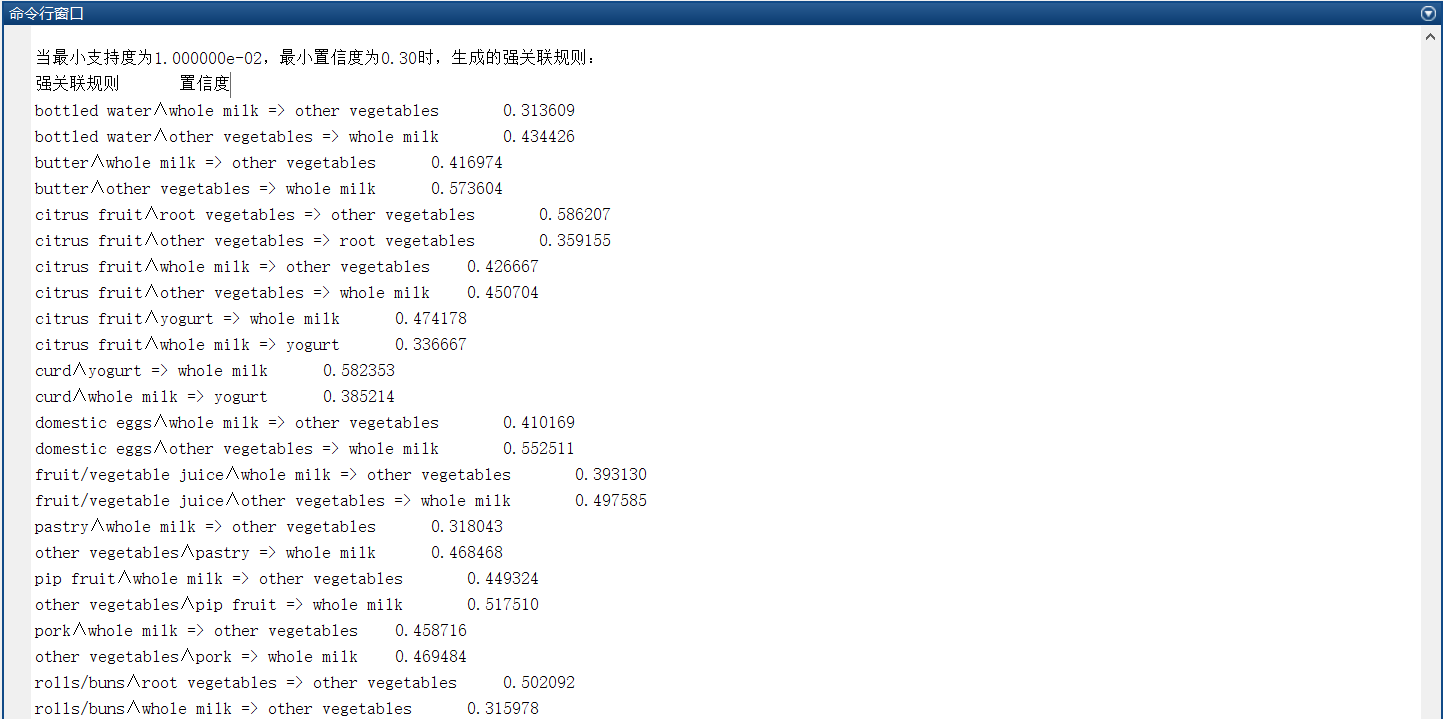 命令行窗口
当最小支持度为1.000000e-02，最小置信度为0.30时，生成的强关联规则：
强关联规则 置信度
bottled water∧whole milk => other vegetables 0.313609
bottled water∧other vegetables => whole milk 0.434426
butter∧whole milk => other vegetables 0.416974
butter∧other vegetables => whole milk 0.573604
citrus fruit∧root vegetables => other vegetables 0.586207
citrus fruit∧other vegetables => root vegetables 0.359155
citrus fruit∧whole milk => other vegetables 0.426667
citrus fruit∧other vegetables => whole milk 0.450704
citrus fruit∧yogurt => whole milk 0.474178
citrus fruit∧whole milk => yogurt 0.336667
curd∧yogurt => whole milk 0.582353
curd∧whole milk => yogurt 0.385214
domestic eggs∧whole milk => other vegetables 0.410169
domestic eggs∧other vegetables => whole milk 0.552511
fruit/vegetable juice∧whole milk => other vegetables 0.393130
fruit/vegetable juice∧other vegetables => whole milk 0.497585
pastry∧whole milk => other vegetables 0.318043
other vegetables∧pastry => whole milk 0.468468
pip fruit∧whole milk => other vegetables 0.449324
other vegetables∧pip fruit => whole milk 0.517510
pork∧whole milk => other vegetables 0.458716
other vegetables∧pork => whole milk 0.469484
rolls/buns∧root vegetables => other vegetables 0.502092
rolls/buns∧whole milk => other vegetables 0.315978